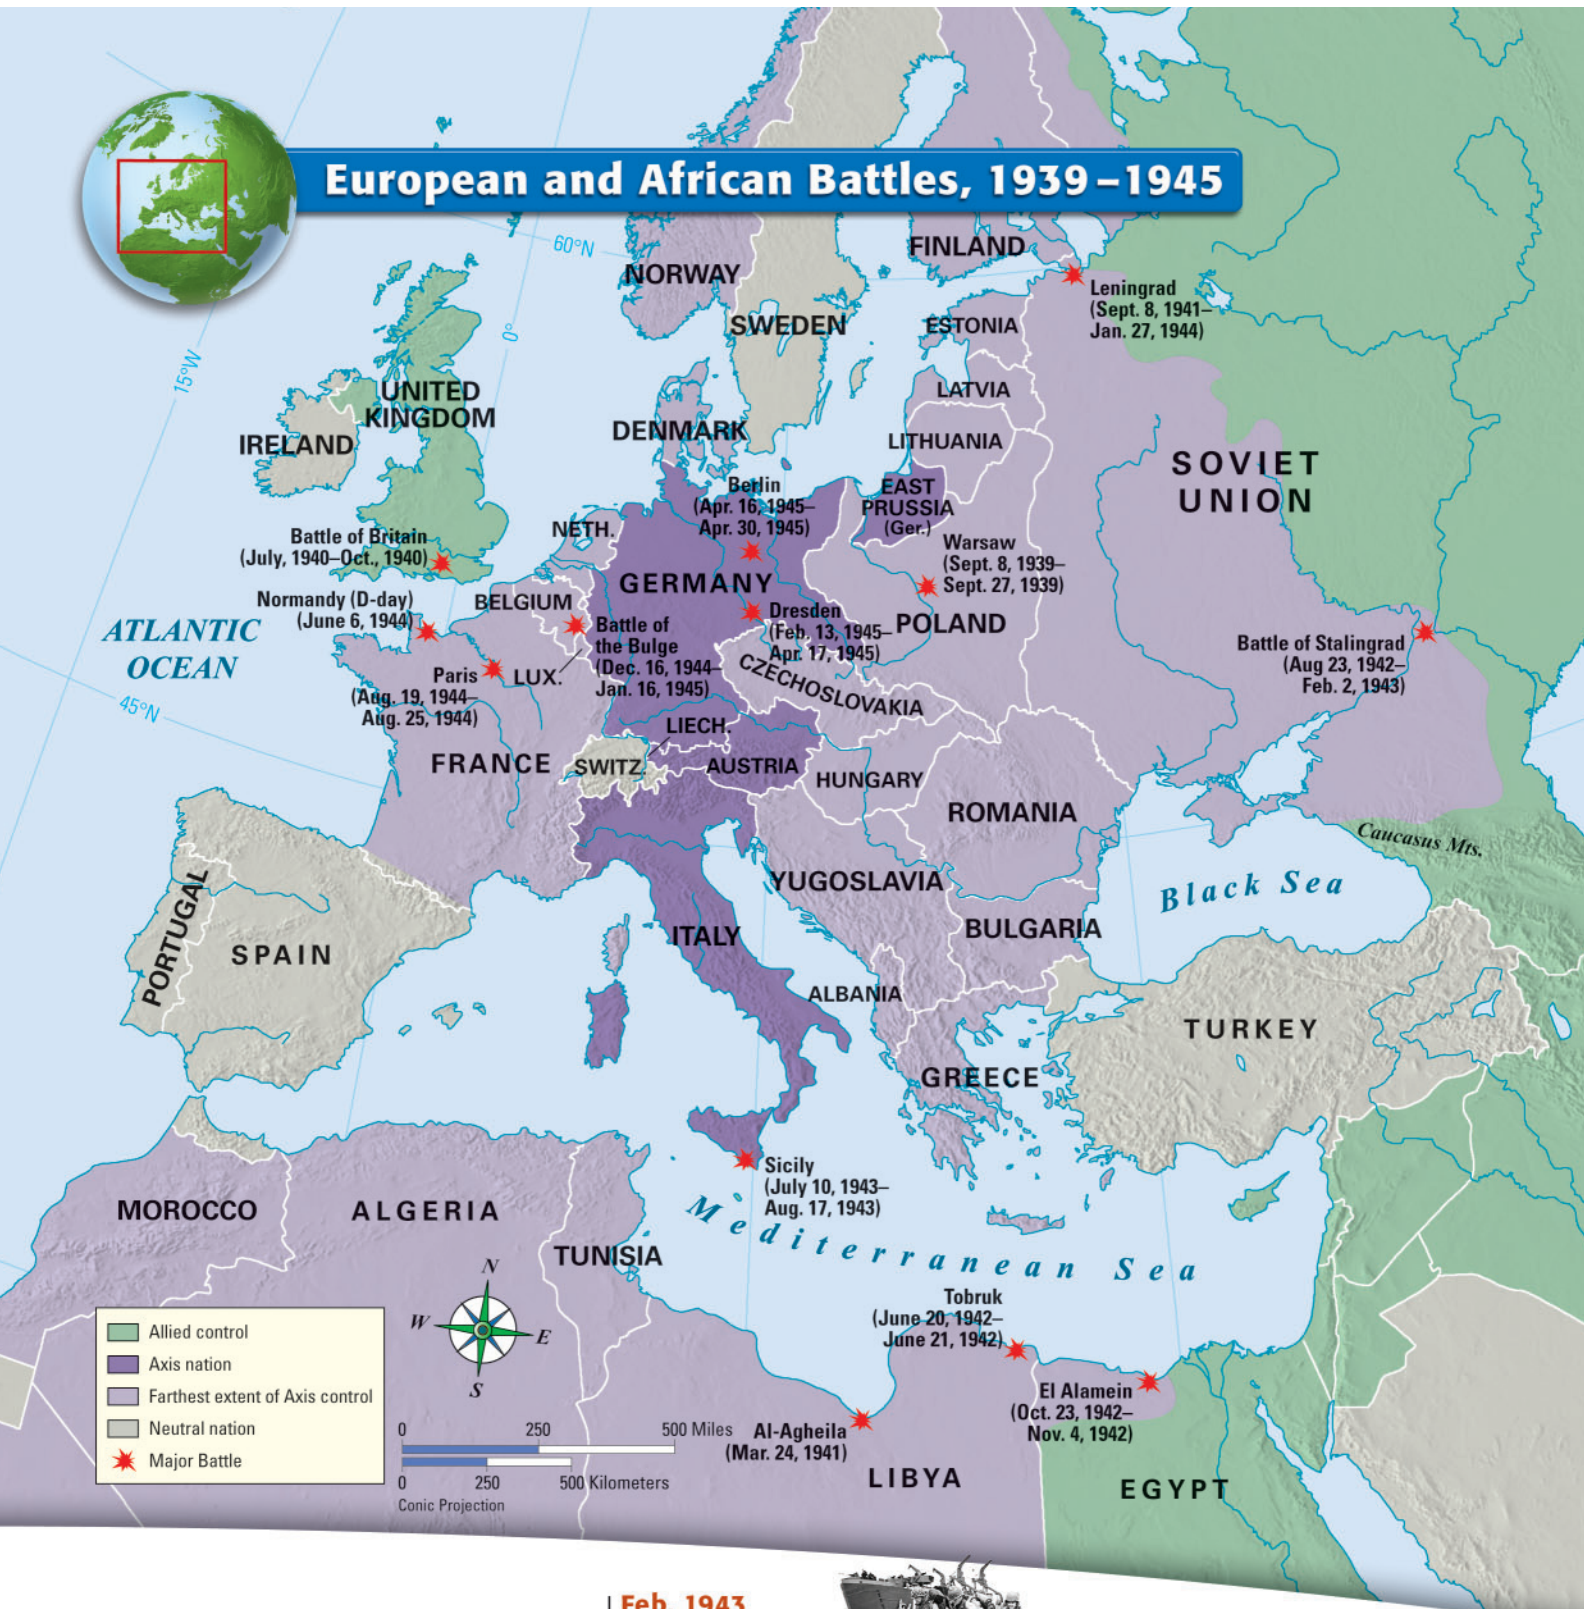 European and African Battles, 1939–1945
60°N
0°
15°W
45°N
NORWAY
SWEDEN
FINLAND
Leningrad
(Sept. 8, 1941–
Jan. 27, 1944)
ESTONIA
LATVIA
LITHUANIA
UNITED
KINGDOM
IRELAND
DENMARK
SOVIET
UNION
EAST
PRUSSIA
(Ger.)
Berlin
(Apr. 16, 1945–
Apr. 30, 1945)
NETH.
Battle of Britain
(July, 1940–Oct., 1940)
Warsaw
(Sept. 8, 1939–
Sept. 27, 1939)
GERMANY
BELGIUM
Normandy (D-day)
(June 6, 1944)
Dresden
(Feb. 13, 1945–
Apr. 17, 1945)
POLAND
Battle of
the Bulge
(Dec. 16, 1944–
Jan. 16, 1945)
ATLANTIC
OCEAN
Battle of Stalingrad
(Aug 23, 1942–
Feb. 2, 1943)
Paris
(Aug. 19, 1944–
Aug. 25, 1944)
LUX.
CZECHOSLOVAKIA
LIECH.
FRANCE
SWITZ.
AUSTRIA
HUNGARY
ROMANIA
Caucasus Mts.
YUGOSLAVIA
Black Sea
PORTUGAL
SPAIN
ITALY
BULGARIA
ALBANIA
TURKEY
GREECE
Sicily
(July 10, 1943–
Aug. 17, 1943)
MOROCCO
ALGERIA
TUNISIA
Mediterranean Sea
Tobruk
(June 20, 1942–
June 21, 1942)
El Alamein
(Oct. 23, 1942–
Nov. 4, 1942)
Al-Agheila
(Mar. 24, 1941)
LIBYA
EGYPT
N
W
E
S
Allied control
Axis nation
Farthest extent of Axis control
Neutral nation
Major Battle
0 250 500 Miles
0 250 500 Kilometers
Conic Projection
Feb. 1943